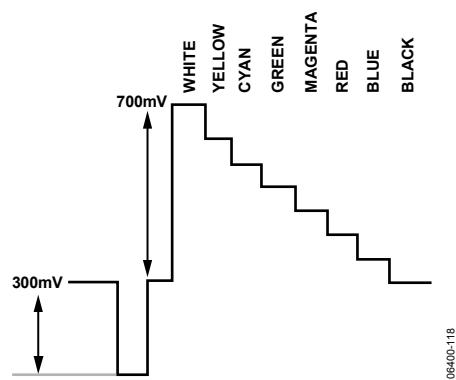 WHITE
YELLOW
CYAN
GREEN
MAGENTA
RED
BLUE
BLACK
700mV
300mV
06400-118